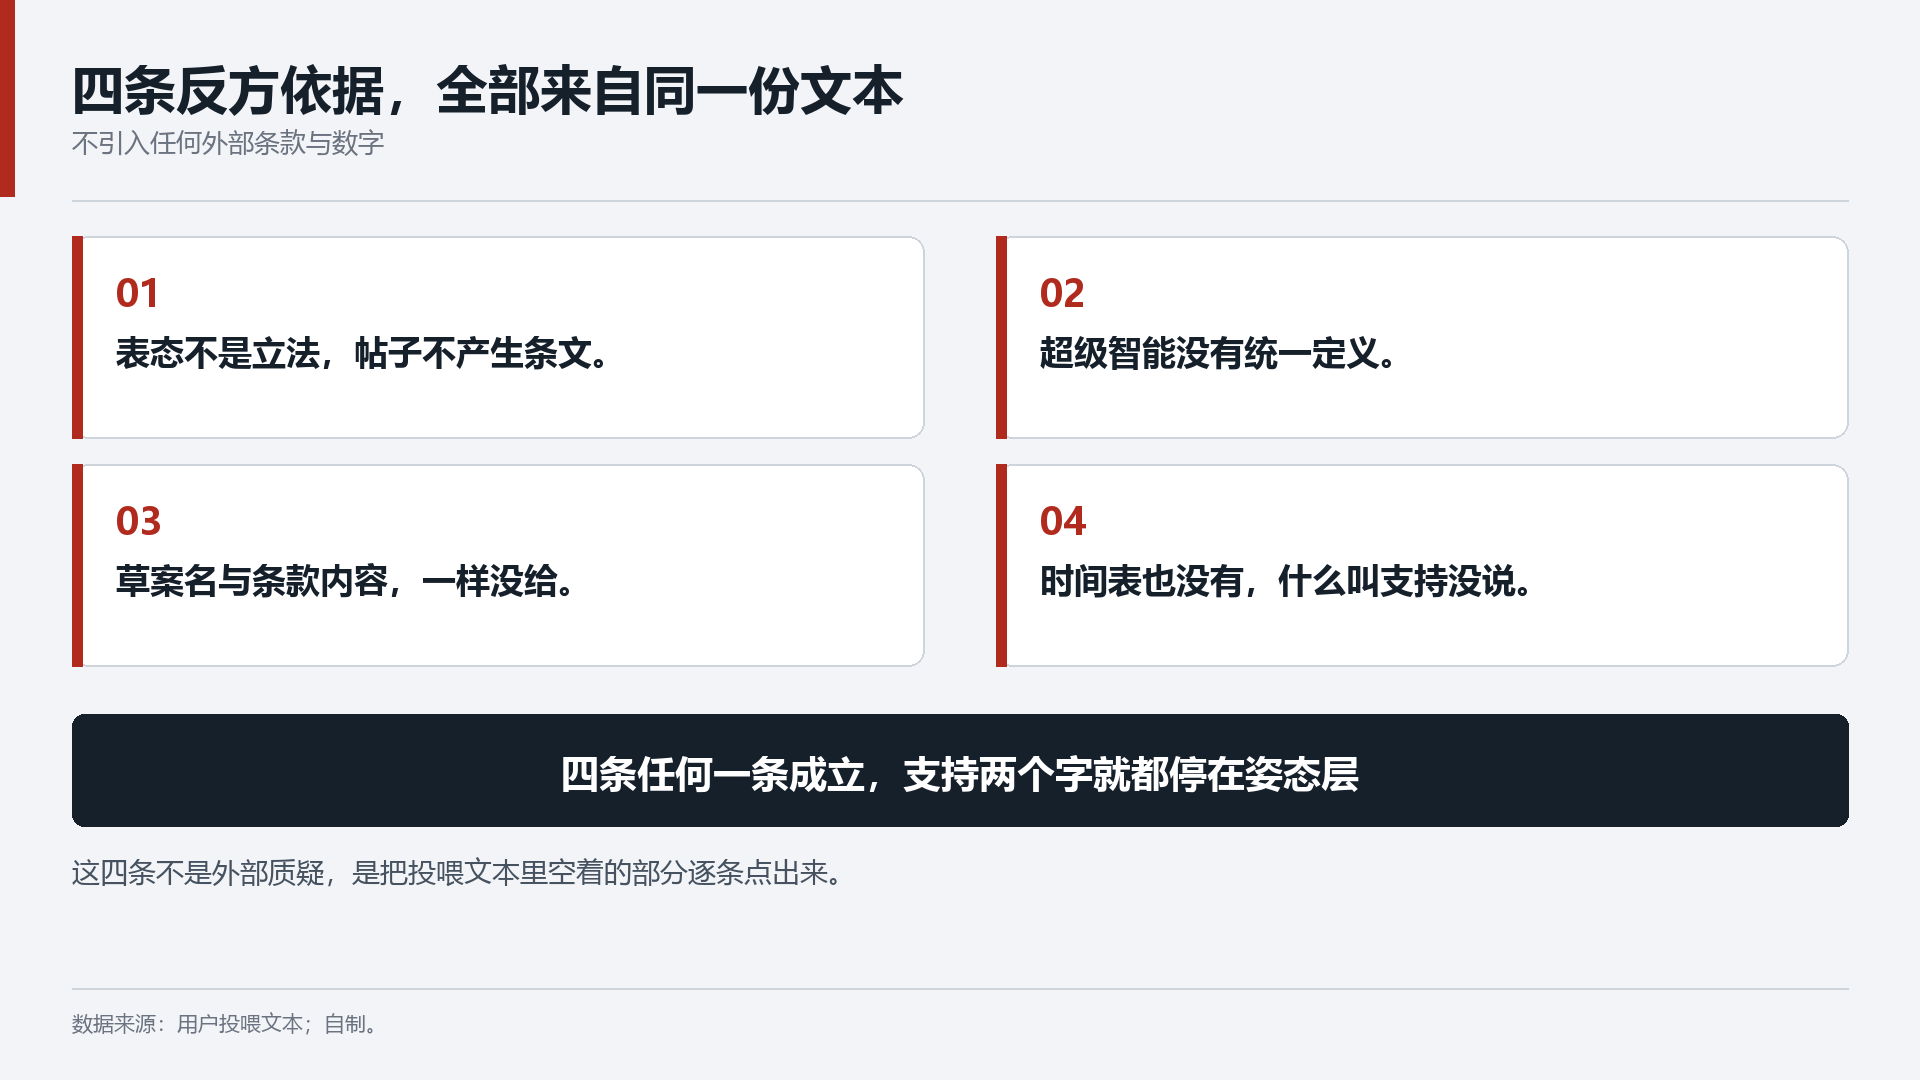 四条反方依据，全部来自同一份文本
不引入任何外部条款与数字
01
表态不是立法，帖子不产生条文。
02
超级智能没有统一定义。
03
草案名与条款内容，一样没给。
04
时间表也没有，什么叫支持没说。
四条任何一条成立，支持两个字就都停在姿态层
这四条不是外部质疑，是把投喂文本里空着的部分逐条点出来。
数据来源：用户投喂文本；自制。